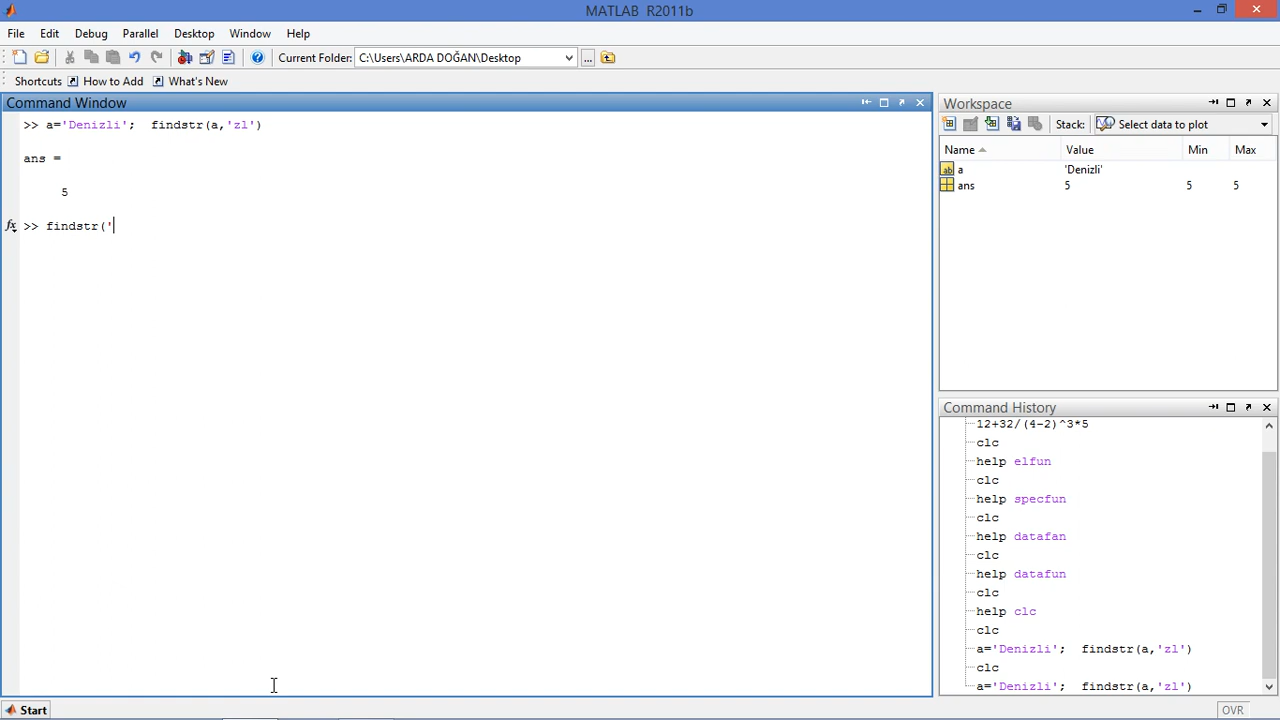 MATLAB R2011b
File Edit Debug Parallel Desktop Window Help
Current Folder: C:\Users\ARDA DOĞAN\Desktop ...
Shortcuts How to Add What's New
Command Window
>> a='Denizli';  findstr(a,'zl')
ans =
5
fx >> findstr('
Workspace
Stack: Select data to plot
Name Value Min Max
ab a 'Denizli'
ans 5 5 5
Command History
12+32/(4-2)^3*5
clc
help elfun
clc
help specfun
clc
help datafan
clc
help datafun
clc
help clc
clc
a='Denizli';  findstr(a,'zl')
clc
a='Denizli';  findstr(a,'zl')
Start OVR